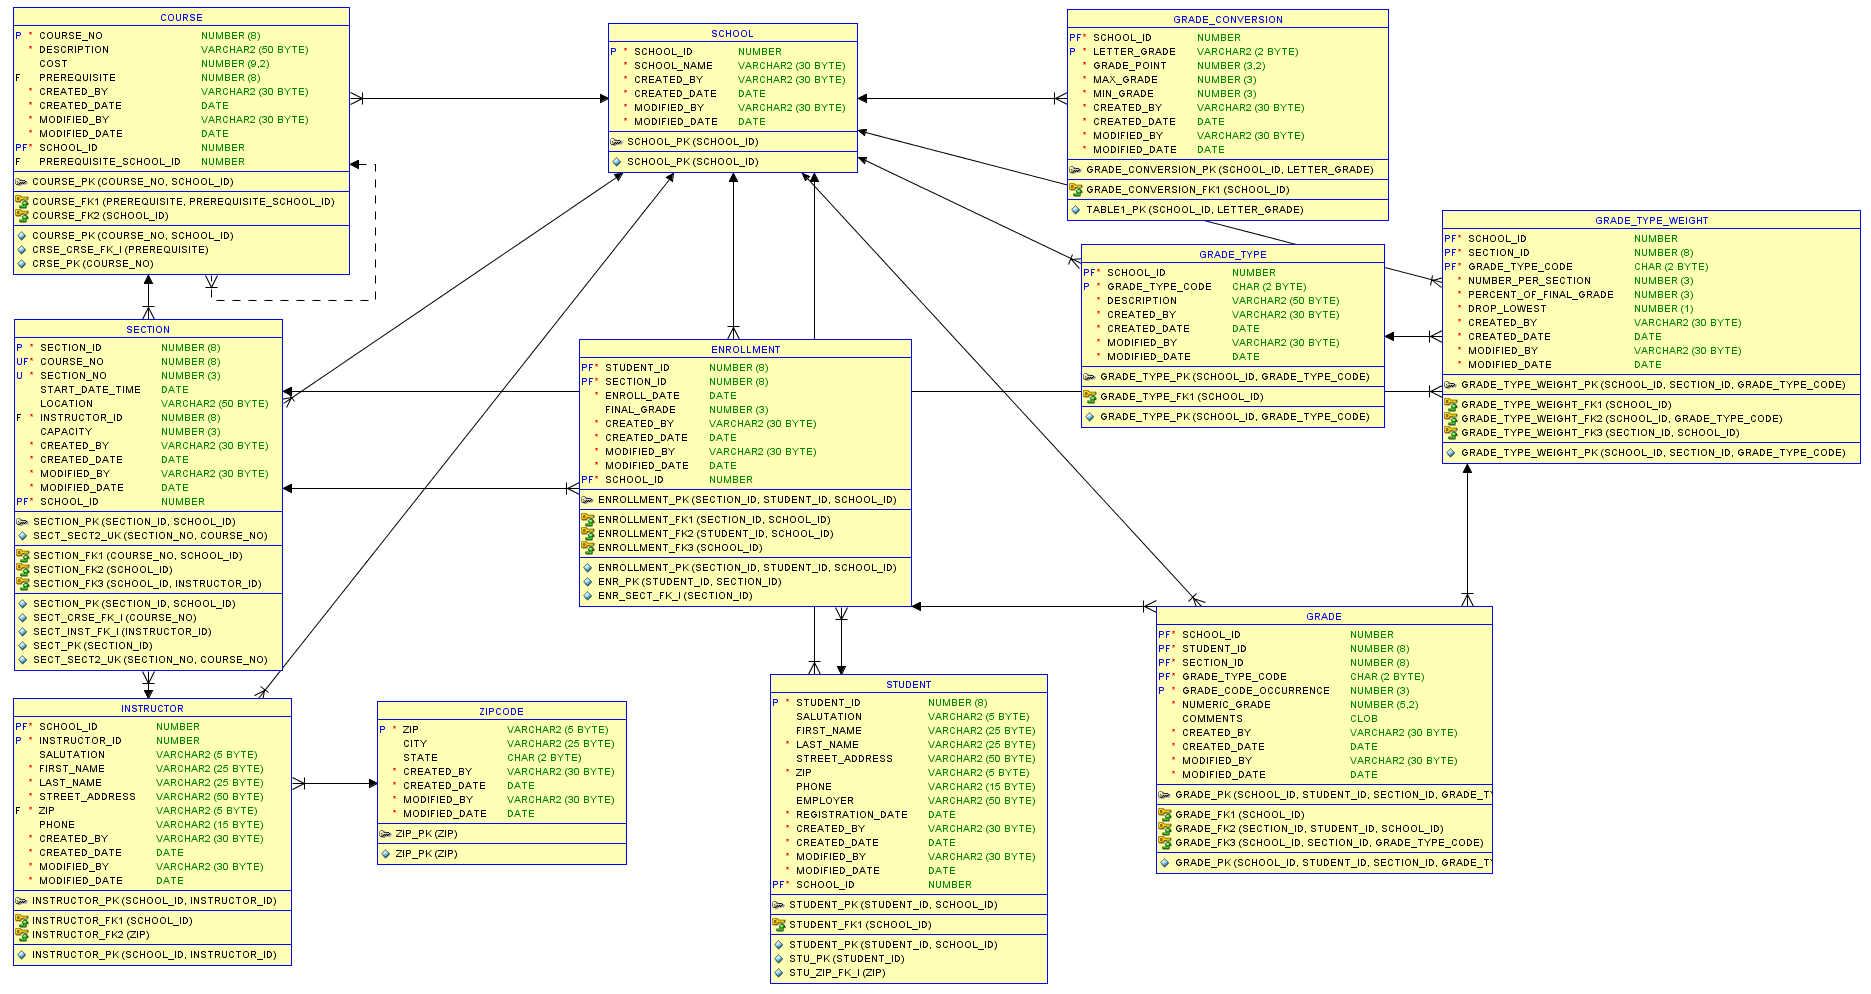 COURSE
P * COURSE_NO NUMBER (8)
* DESCRIPTION VARCHAR2 (50 BYTE)
COST NUMBER (9,2)
F PREREQUISITE NUMBER (8)
* CREATED_BY VARCHAR2 (30 BYTE)
* CREATED_DATE DATE
* MODIFIED_BY VARCHAR2 (30 BYTE)
* MODIFIED_DATE DATE
PF* SCHOOL_ID NUMBER
F PREREQUISITE_SCHOOL_ID NUMBER
COURSE_PK (COURSE_NO, SCHOOL_ID)
COURSE_FK1 (PREREQUISITE, PREREQUISITE_SCHOOL_ID)
COURSE_FK2 (SCHOOL_ID)
COURSE_PK (COURSE_NO, SCHOOL_ID)
CRSE_CRSE_FK_I (PREREQUISITE)
CRSE_PK (COURSE_NO)
SCHOOL
P * SCHOOL_ID NUMBER
* SCHOOL_NAME VARCHAR2 (30 BYTE)
* CREATED_BY VARCHAR2 (30 BYTE)
* CREATED_DATE DATE
* MODIFIED_BY VARCHAR2 (30 BYTE)
* MODIFIED_DATE DATE
SCHOOL_PK (SCHOOL_ID)
SCHOOL_PK (SCHOOL_ID)
GRADE_CONVERSION
PF* SCHOOL_ID NUMBER
P * LETTER_GRADE VARCHAR2 (2 BYTE)
* GRADE_POINT NUMBER (3,2)
* MAX_GRADE NUMBER (3)
* MIN_GRADE NUMBER (3)
* CREATED_BY VARCHAR2 (30 BYTE)
* CREATED_DATE DATE
* MODIFIED_BY VARCHAR2 (30 BYTE)
* MODIFIED_DATE DATE
GRADE_CONVERSION_PK (SCHOOL_ID, LETTER_GRADE)
GRADE_CONVERSION_FK1 (SCHOOL_ID)
TABLE1_PK (SCHOOL_ID, LETTER_GRADE)
GRADE_TYPE
PF* SCHOOL_ID NUMBER
P * GRADE_TYPE_CODE CHAR (2 BYTE)
* DESCRIPTION VARCHAR2 (50 BYTE)
* CREATED_BY VARCHAR2 (30 BYTE)
* CREATED_DATE DATE
* MODIFIED_BY VARCHAR2 (30 BYTE)
* MODIFIED_DATE DATE
GRADE_TYPE_PK (SCHOOL_ID, GRADE_TYPE_CODE)
GRADE_TYPE_FK1 (SCHOOL_ID)
GRADE_TYPE_PK (SCHOOL_ID, GRADE_TYPE_CODE)
GRADE_TYPE_WEIGHT
PF* SCHOOL_ID NUMBER
PF* SECTION_ID NUMBER (8)
PF* GRADE_TYPE_CODE CHAR (2 BYTE)
* NUMBER_PER_SECTION NUMBER (3)
* PERCENT_OF_FINAL_GRADE NUMBER (3)
* DROP_LOWEST NUMBER (1)
* CREATED_BY VARCHAR2 (30 BYTE)
* CREATED_DATE DATE
* MODIFIED_BY VARCHAR2 (30 BYTE)
* MODIFIED_DATE DATE
GRADE_TYPE_WEIGHT_PK (SCHOOL_ID, SECTION_ID, GRADE_TYPE_CODE)
GRADE_TYPE_WEIGHT_FK1 (SCHOOL_ID)
GRADE_TYPE_WEIGHT_FK2 (SCHOOL_ID, GRADE_TYPE_CODE)
GRADE_TYPE_WEIGHT_FK3 (SECTION_ID, SCHOOL_ID)
GRADE_TYPE_WEIGHT_PK (SCHOOL_ID, SECTION_ID, GRADE_TYPE_CODE)
SECTION
P * SECTION_ID NUMBER (8)
UF* COURSE_NO NUMBER (8)
U * SECTION_NO NUMBER (3)
START_DATE_TIME DATE
LOCATION VARCHAR2 (50 BYTE)
F * INSTRUCTOR_ID NUMBER (8)
CAPACITY NUMBER (3)
* CREATED_BY VARCHAR2 (30 BYTE)
* CREATED_DATE DATE
* MODIFIED_BY VARCHAR2 (30 BYTE)
* MODIFIED_DATE DATE
PF* SCHOOL_ID NUMBER
SECTION_PK (SECTION_ID, SCHOOL_ID)
SECT_SECT2_UK (SECTION_NO, COURSE_NO)
SECTION_FK1 (COURSE_NO, SCHOOL_ID)
SECTION_FK2 (SCHOOL_ID)
SECTION_FK3 (SCHOOL_ID, INSTRUCTOR_ID)
SECTION_PK (SECTION_ID, SCHOOL_ID)
SECT_CRSE_FK_I (COURSE_NO)
SECT_INST_FK_I (INSTRUCTOR_ID)
SECT_PK (SECTION_ID)
SECT_SECT2_UK (SECTION_NO, COURSE_NO)
ENROLLMENT
PF* STUDENT_ID NUMBER (8)
PF* SECTION_ID NUMBER (8)
* ENROLL_DATE DATE
FINAL_GRADE NUMBER (3)
* CREATED_BY VARCHAR2 (30 BYTE)
* CREATED_DATE DATE
* MODIFIED_BY VARCHAR2 (30 BYTE)
* MODIFIED_DATE DATE
PF* SCHOOL_ID NUMBER
ENROLLMENT_PK (SECTION_ID, STUDENT_ID, SCHOOL_ID)
ENROLLMENT_FK1 (SECTION_ID, SCHOOL_ID)
ENROLLMENT_FK2 (STUDENT_ID, SCHOOL_ID)
ENROLLMENT_FK3 (SCHOOL_ID)
ENROLLMENT_PK (SECTION_ID, STUDENT_ID, SCHOOL_ID)
ENR_PK (STUDENT_ID, SECTION_ID)
ENR_SECT_FK_I (SECTION_ID)
GRADE
PF* SCHOOL_ID NUMBER
PF* STUDENT_ID NUMBER (8)
PF* SECTION_ID NUMBER (8)
PF* GRADE_TYPE_CODE CHAR (2 BYTE)
P * GRADE_CODE_OCCURRENCE NUMBER (3)
* NUMERIC_GRADE NUMBER (5,2)
COMMENTS CLOB
* CREATED_BY VARCHAR2 (30 BYTE)
* CREATED_DATE DATE
* MODIFIED_BY VARCHAR2 (30 BYTE)
* MODIFIED_DATE DATE
GRADE_PK (SCHOOL_ID, STUDENT_ID, SECTION_ID, GRADE_TY
GRADE_FK1 (SCHOOL_ID)
GRADE_FK2 (SECTION_ID, STUDENT_ID, SCHOOL_ID)
GRADE_FK3 (SCHOOL_ID, SECTION_ID, GRADE_TYPE_CODE)
GRADE_PK (SCHOOL_ID, STUDENT_ID, SECTION_ID, GRADE_TY
INSTRUCTOR
PF* SCHOOL_ID NUMBER
P * INSTRUCTOR_ID NUMBER
SALUTATION VARCHAR2 (5 BYTE)
* FIRST_NAME VARCHAR2 (25 BYTE)
* LAST_NAME VARCHAR2 (25 BYTE)
* STREET_ADDRESS VARCHAR2 (50 BYTE)
F * ZIP VARCHAR2 (5 BYTE)
PHONE VARCHAR2 (15 BYTE)
* CREATED_BY VARCHAR2 (30 BYTE)
* CREATED_DATE DATE
* MODIFIED_BY VARCHAR2 (30 BYTE)
* MODIFIED_DATE DATE
INSTRUCTOR_PK (SCHOOL_ID, INSTRUCTOR_ID)
INSTRUCTOR_FK1 (SCHOOL_ID)
INSTRUCTOR_FK2 (ZIP)
INSTRUCTOR_PK (SCHOOL_ID, INSTRUCTOR_ID)
ZIPCODE
P * ZIP VARCHAR2 (5 BYTE)
CITY VARCHAR2 (25 BYTE)
STATE CHAR (2 BYTE)
* CREATED_BY VARCHAR2 (30 BYTE)
* CREATED_DATE DATE
* MODIFIED_BY VARCHAR2 (30 BYTE)
* MODIFIED_DATE DATE
ZIP_PK (ZIP)
ZIP_PK (ZIP)
STUDENT
P * STUDENT_ID NUMBER (8)
SALUTATION VARCHAR2 (5 BYTE)
FIRST_NAME VARCHAR2 (25 BYTE)
* LAST_NAME VARCHAR2 (25 BYTE)
STREET_ADDRESS VARCHAR2 (50 BYTE)
* ZIP VARCHAR2 (5 BYTE)
PHONE VARCHAR2 (15 BYTE)
EMPLOYER VARCHAR2 (50 BYTE)
* REGISTRATION_DATE DATE
* CREATED_BY VARCHAR2 (30 BYTE)
* CREATED_DATE DATE
* MODIFIED_BY VARCHAR2 (30 BYTE)
* MODIFIED_DATE DATE
PF* SCHOOL_ID NUMBER
STUDENT_PK (STUDENT_ID, SCHOOL_ID)
STUDENT_FK1 (SCHOOL_ID)
STUDENT_PK (STUDENT_ID, SCHOOL_ID)
STU_PK (STUDENT_ID)
STU_ZIP_FK_I (ZIP)